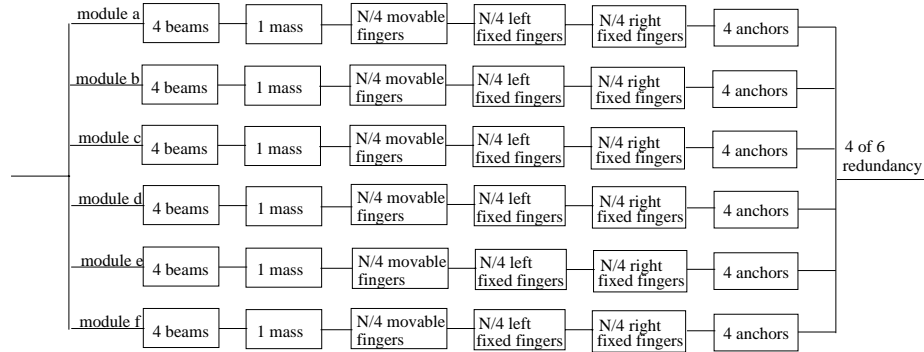 module a
4 beams
1 mass
N/4 movable
fingers
N/4 left
fixed fingers
N/4 right
fixed fingers
4 anchors
module b
4 beams
1 mass
N/4 movable
fingers
N/4 left
fixed fingers
N/4 right
fixed fingers
4 anchors
module c
4 beams
1 mass
N/4 movable
fingers
N/4 left
fixed fingers
N/4 right
fixed fingers
4 anchors
4 of 6
redundancy
module d
4 beams
1 mass
N/4 movable
fingers
N/4 left
fixed fingers
N/4 right
fixed fingers
4 anchors
module e
4 beams
1 mass
N/4 movable
fingers
N/4 left
fixed fingers
N/4 right
fixed fingers
4 anchors
module f
4 beams
1 mass
N/4 movable
fingers
N/4 left
fixed fingers
N/4 right
fixed fingers
4 anchors